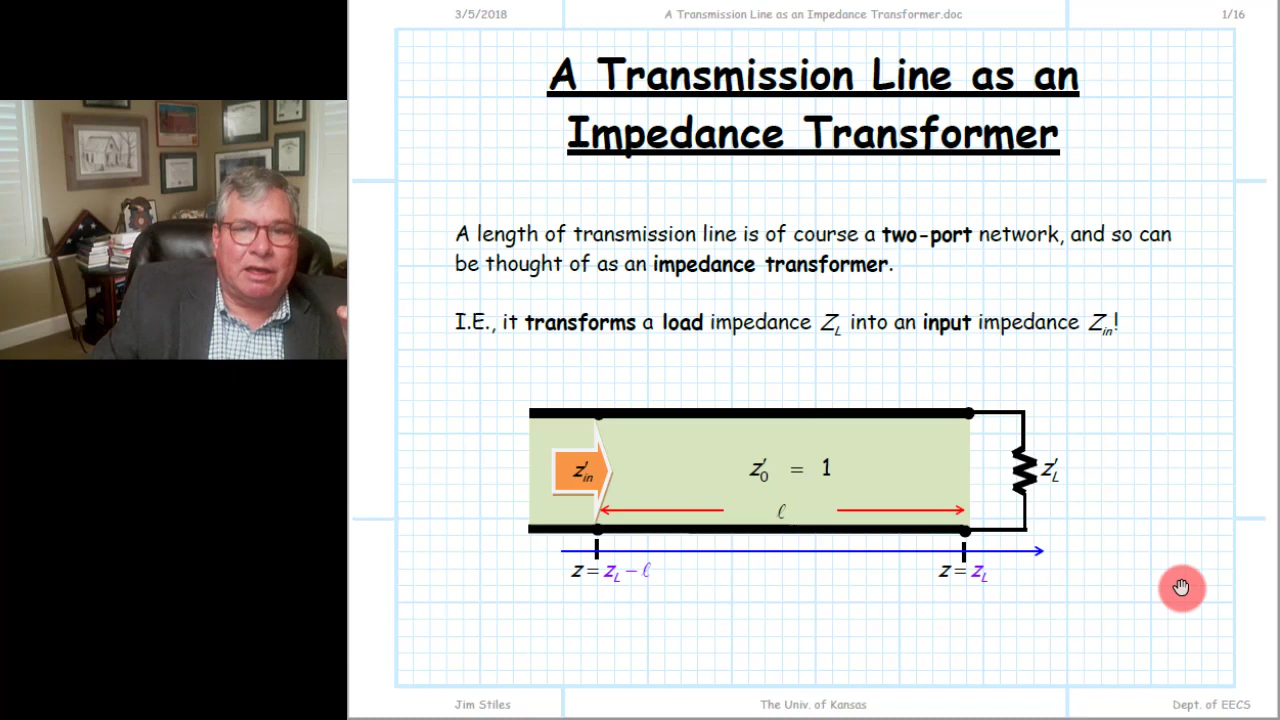 3/5/2018 A Transmission Line as an Impedance Transformer.doc 1/16
A Transmission Line as an
Impedance Transformer
A length of transmission line is of course a two-port network, and so can
be thought of as an impedance transformer.
I.E., it transforms a load impedance Z_L into an input impedance Z_in!
z′_in z′_0 = 1 z′_L
ℓ
z = z_L − ℓ z = z_L
Jim Stiles The Univ. of Kansas Dept. of EECS